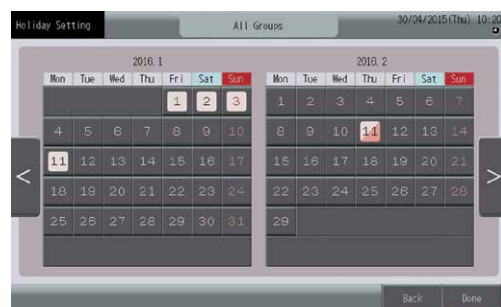 Holiday Setting All Groups 30/04/2015(Thu) 10:20
2016. 1
Mon Tue Wed Thu Fri Sat Sun
1 2 3
4 5 6 7 8 9 10
11 12 13 14 15 16 17
18 19 20 21 22 23 24
25 26 27 28 29 30 31
2016. 2
Mon Tue Wed Thu Fri Sat Sun
1 2 3 4 5 6 7
8 9 10 11 12 13 14
15 16 17 18 19 20 21
22 23 24 25 26 27 28
29
< >
Back Done